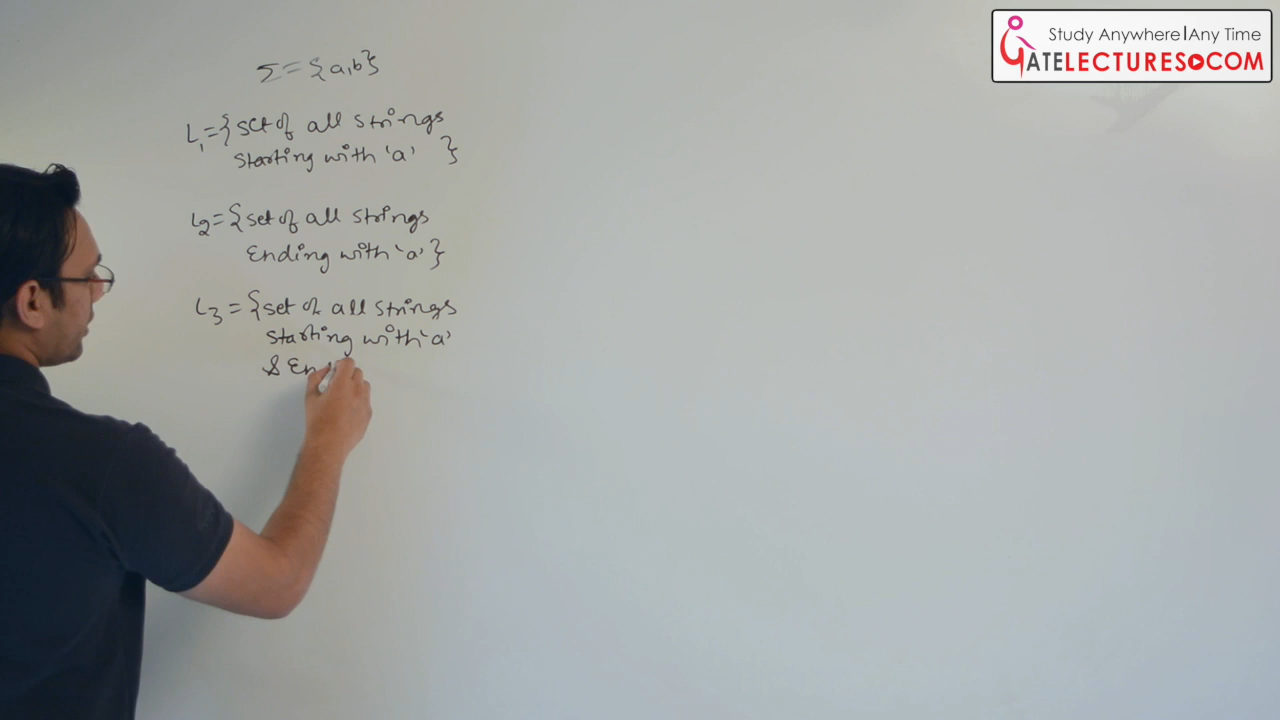 Study Anywhere|Any Time
GATELECTURES.COM
Σ = {a,b}
L1 = { set of all strings
starting with 'a' }
L2 = { set of all strings
Ending with 'a' }
L3 = { set of all strings
starting with 'a'
& En